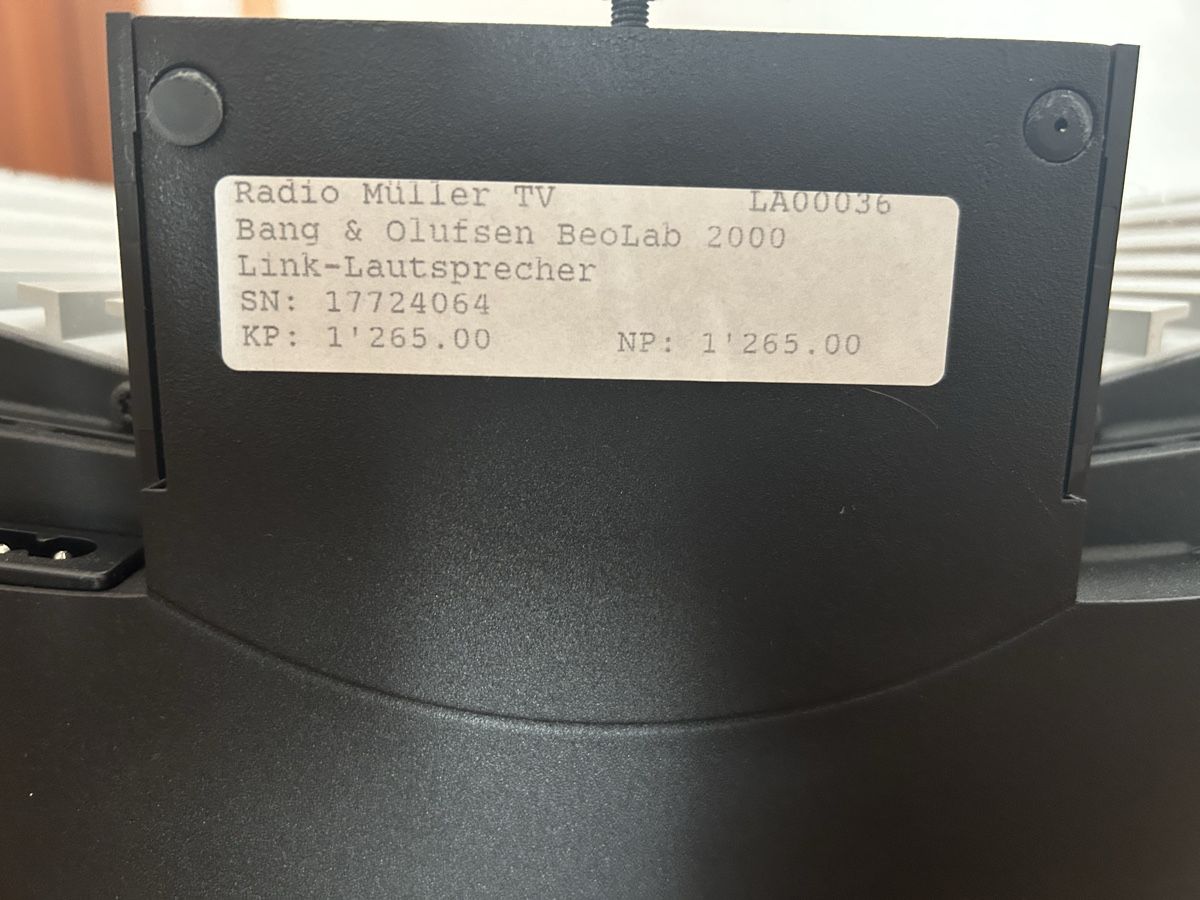 Radio Müller TV LA00036
Bang & Olufsen BeoLab 2000
Link-Lautsprecher
SN: 17724064
KP: 1'265.00 NP: 1'265.00